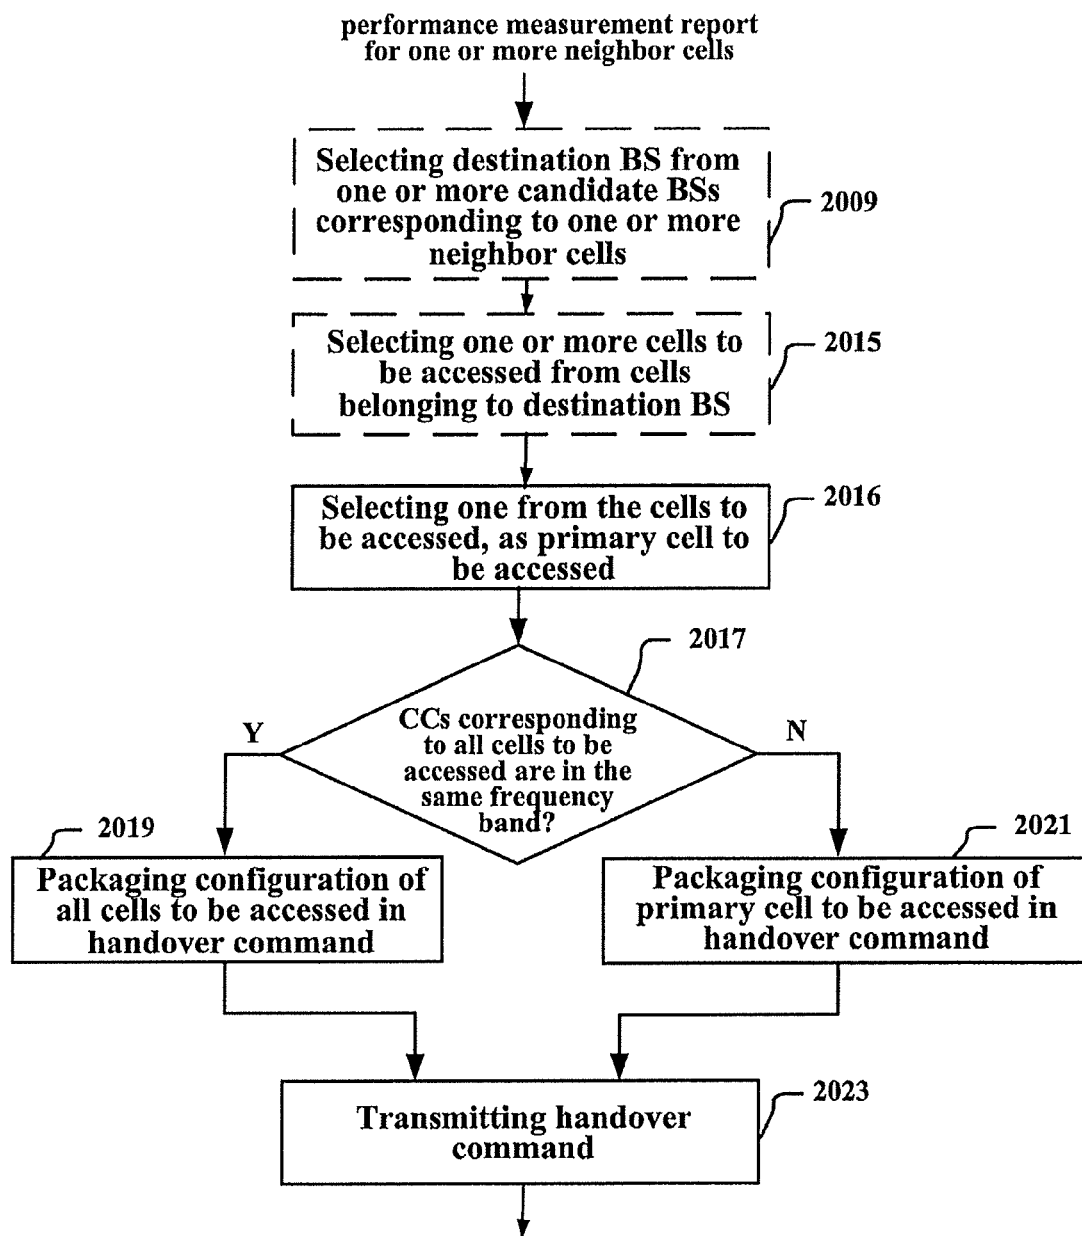 performance measurement report
for one or more neighbor cells
Selecting destination BS from
one or more candidate BSs
corresponding to one or more
neighbor cells
2009
Selecting one or more cells to
be accessed from cells
belonging to destination BS
2015
Selecting one from the cells to
be accessed, as primary cell to
be accessed
2016
2017
CCs corresponding
to all cells to be
accessed are in the
same frequency
band?
Y
N
2019
Packaging configuration of
all cells to be accessed in
handover command
2021
Packaging configuration of
primary cell to be accessed in
handover command
Transmitting handover
command
2023